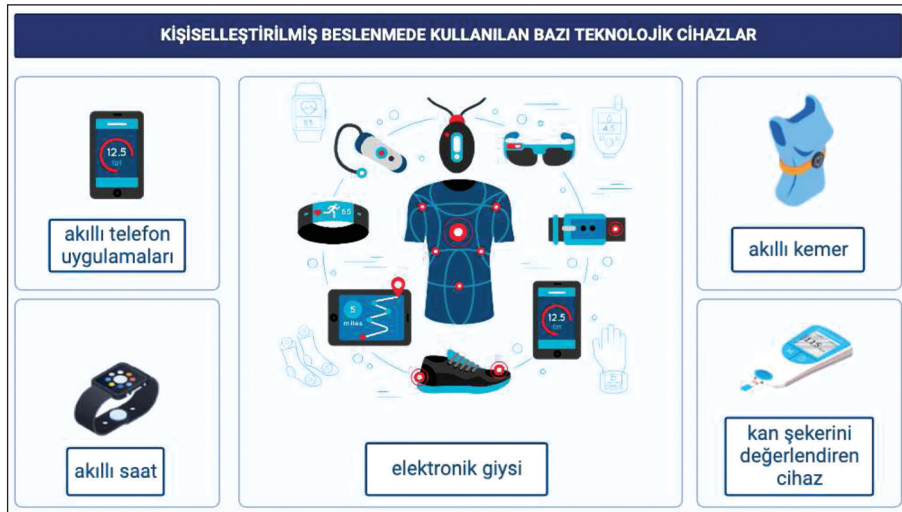 KİŞİSELLEŞTİRİLMİŞ BESLENMEDE KULLANILAN BAZI TEKNOLOJİK CİHAZLAR
12.5
akıllı telefon
uygulamaları
akıllı saat
65
5
miles
12.5
elektronik giysi
akıllı kemer
kan şekerini
değerlendiren
cihaz